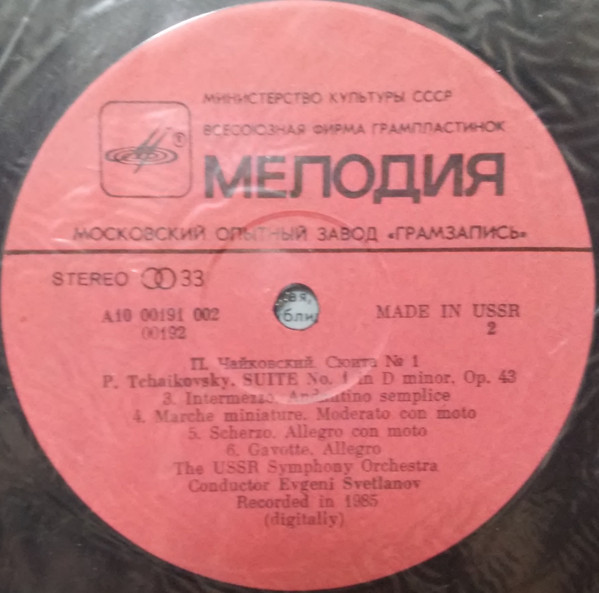 МИНИСТЕРСТВО КУЛЬТУРЫ СССР
ВСЕСОЮЗНАЯ ФИРМА ГРАМПЛАСТИНОК
МЕЛОДИЯ
МОСКОВСКИЙ ОПЫТНЫЙ ЗАВОД «ГРАМЗАПИСЬ»
STEREO 33
A10 00191 002
00192
MADE IN USSR
2
П. Чайковский. Сюита № 1
P. Tchaikovsky. SUITE No. 1 in D minor, Op. 43
3. Intermezzo. Andantino semplice
4. Marche miniature. Moderato con moto
5. Scherzo. Allegro con moto
6. Gavotte. Allegro
The USSR Symphony Orchestra
Conductor Evgeni Svetlanov
Recorded in 1985
(digitally)